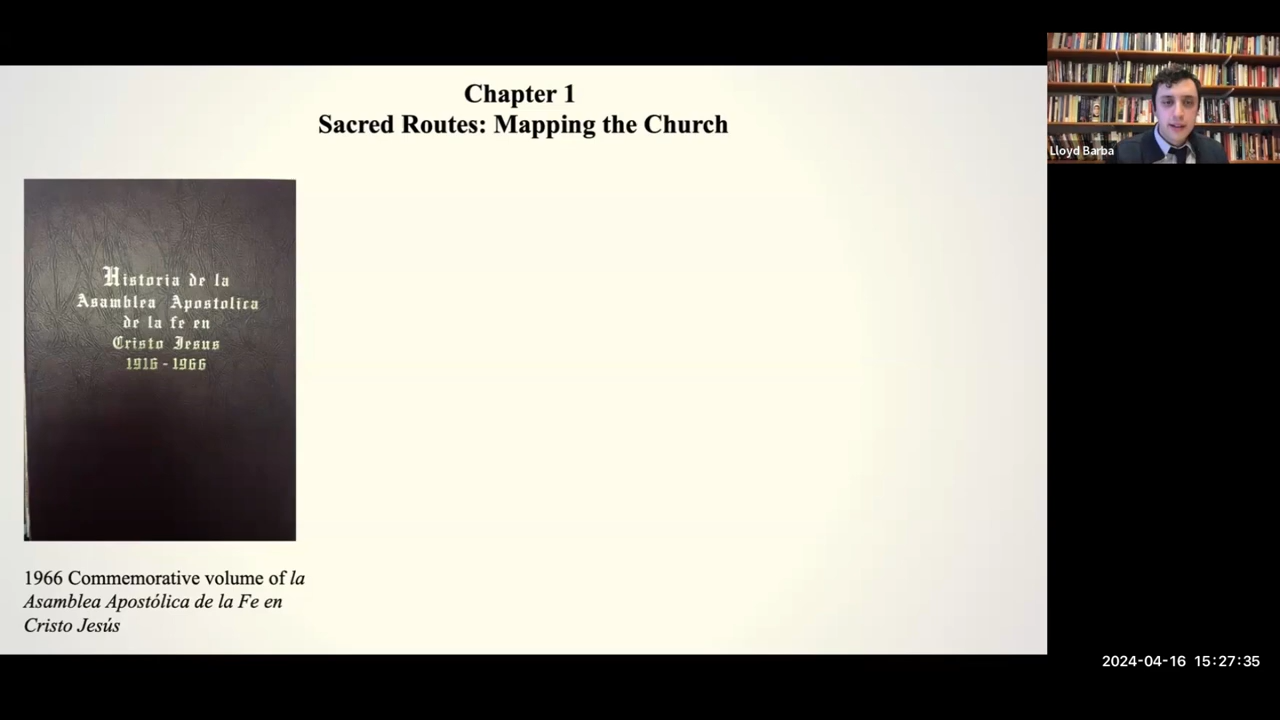 Chapter 1
Sacred Routes: Mapping the Church
Historia de la
Asamblea Apostolica
de la fe en
Cristo Jesus
1916 - 1966
1966 Commemorative volume of la
Asamblea Apostólica de la Fe en
Cristo Jesús
Lloyd Barba
2024-04-16 15:27:35